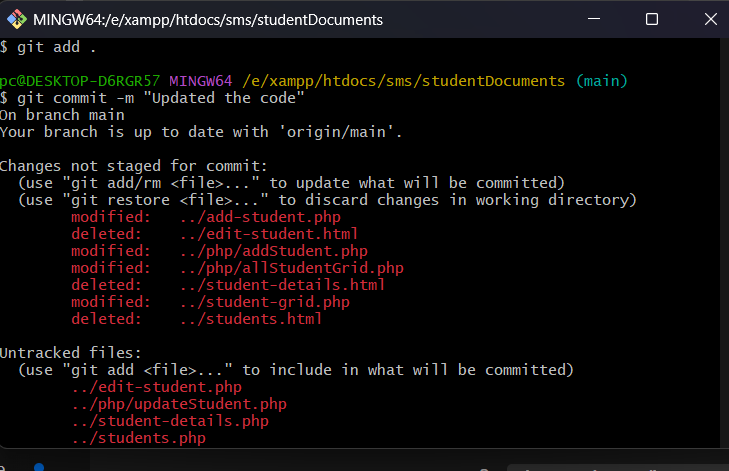 MINGW64:/e/xampp/htdocs/sms/studentDocuments
$ git add .
pc@DESKTOP-D6RGR57 MINGW64 /e/xampp/htdocs/sms/studentDocuments (main)
$ git commit -m "Updated the code"
On branch main
Your branch is up to date with 'origin/main'.
Changes not staged for commit:
  (use "git add/rm <file>..." to update what will be committed)
  (use "git restore <file>..." to discard changes in working directory)
        modified:   ../add-student.php
        deleted:    ../edit-student.html
        modified:   ../php/addStudent.php
        modified:   ../php/allStudentGrid.php
        deleted:    ../student-details.html
        modified:   ../student-grid.php
        deleted:    ../students.html
Untracked files:
  (use "git add <file>..." to include in what will be committed)
        ../edit-student.php
        ../php/updateStudent.php
        ../student-details.php
        ../students.php